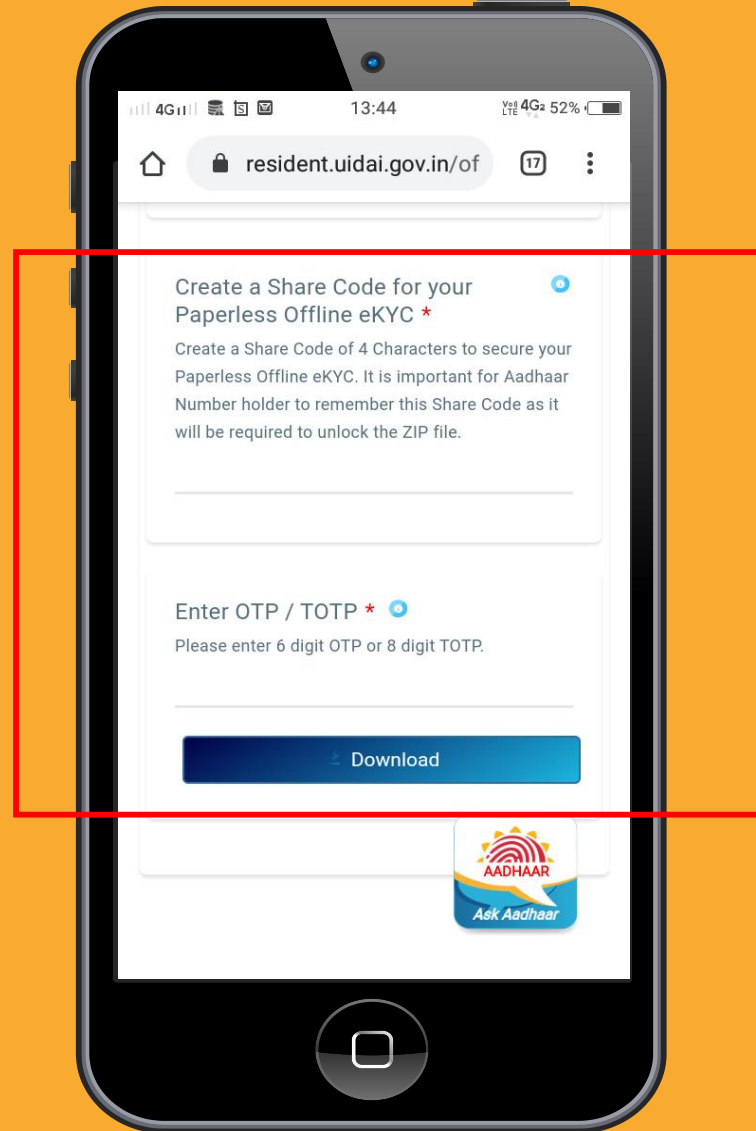 4G 13:44 Vo) LTE 4G2 52%
resident.uidai.gov.in/of 17
Create a Share Code for your
Paperless Offline eKYC *
Create a Share Code of 4 Characters to secure your
Paperless Offline eKYC. It is important for Aadhaar
Number holder to remember this Share Code as it
will be required to unlock the ZIP file.
Enter OTP / TOTP *
Please enter 6 digit OTP or 8 digit TOTP.
Download
AADHAAR
Ask Aadhaar